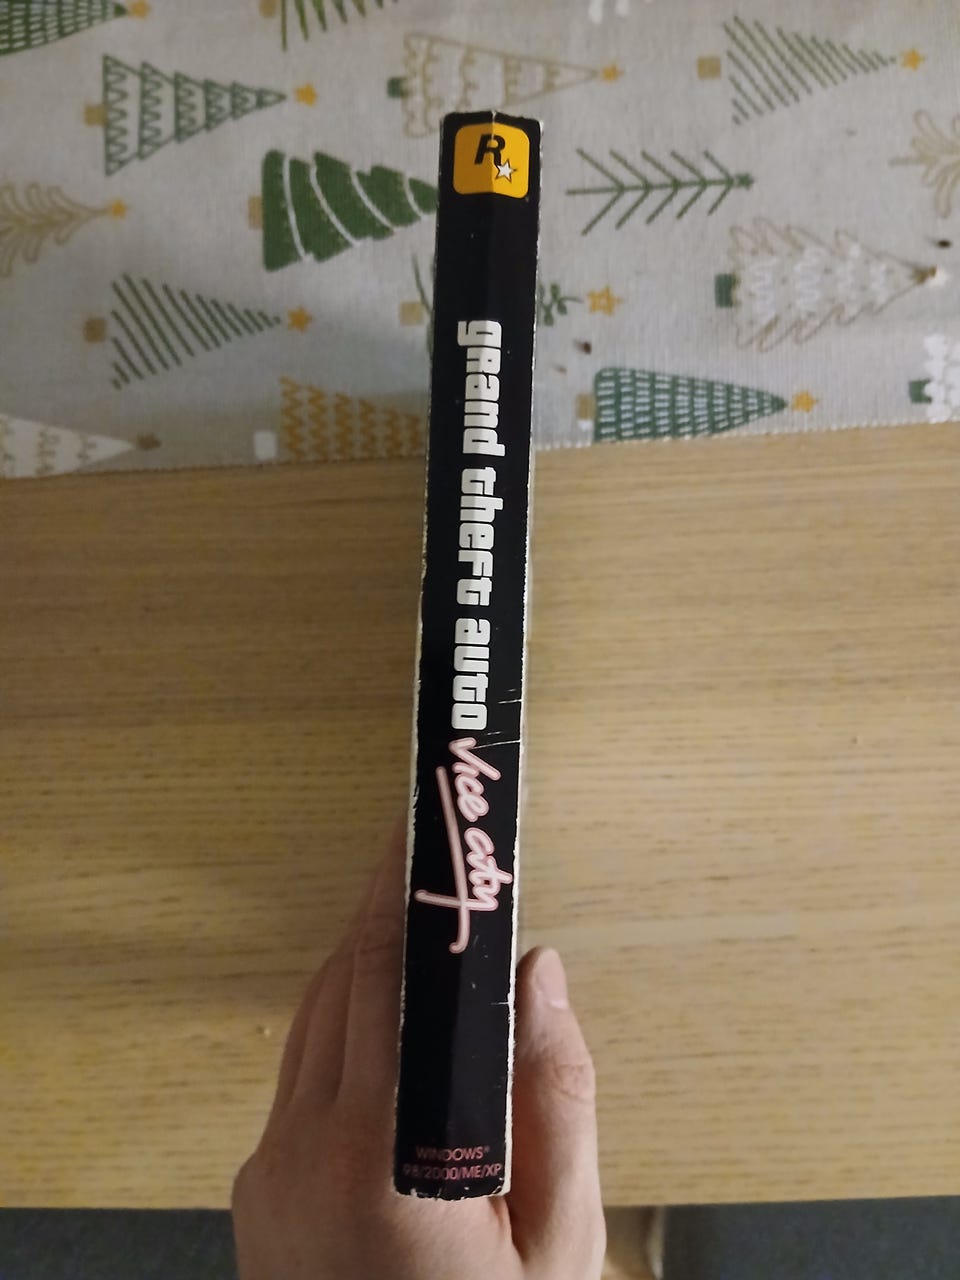 R
grand theft auto
vice city
WINDOWS®
98/2000/ME/XP